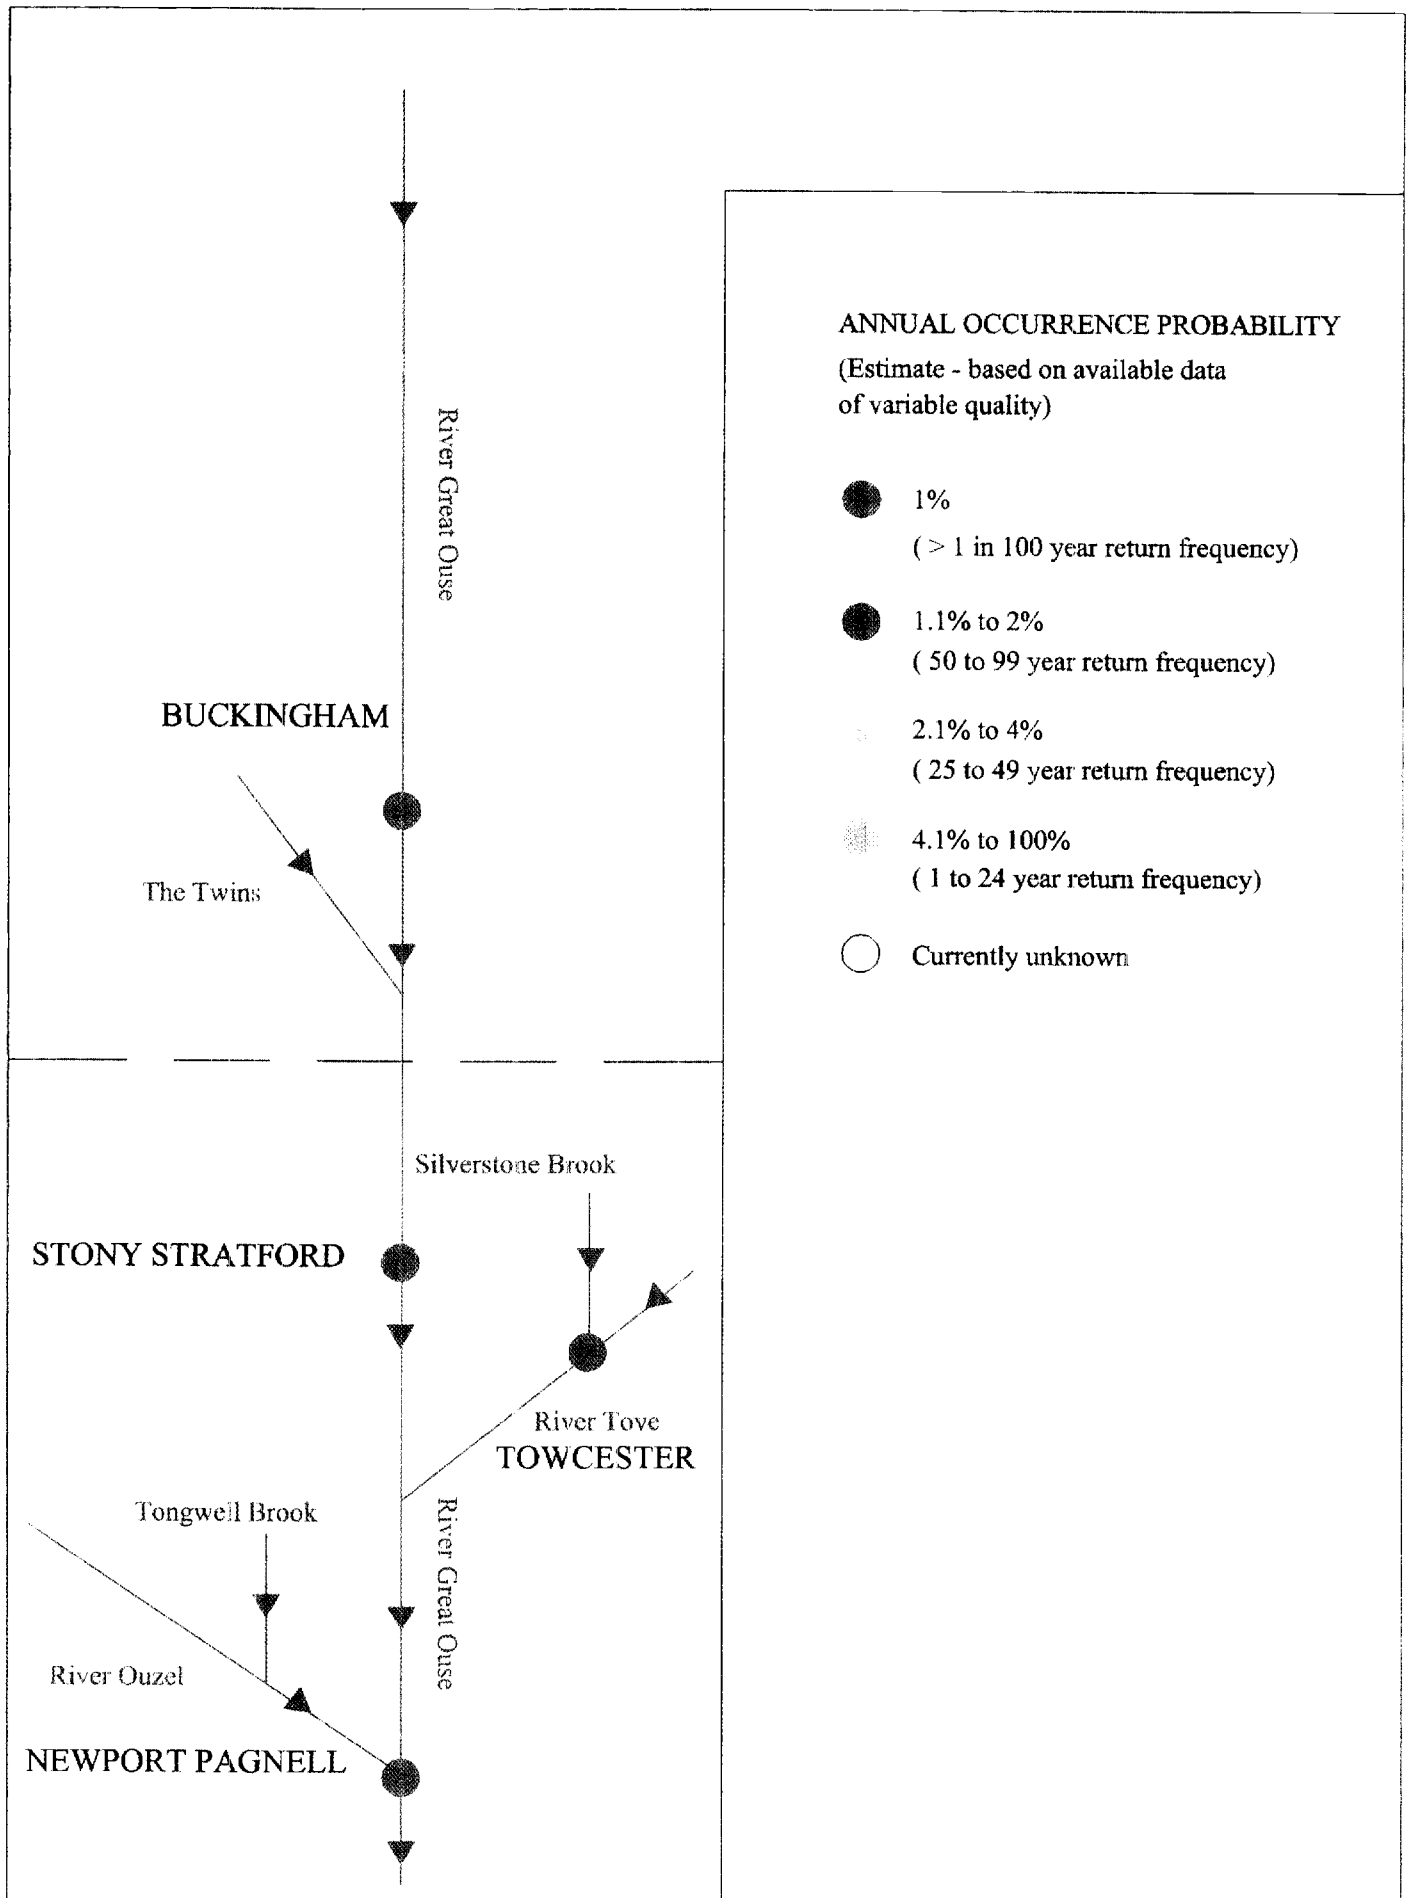 River Great Ouse
BUCKINGHAM
The Twins
Silverstone Brook
STONY STRATFORD
River Tove
TOWCESTER
Tongwell Brook
River Great Ouse
River Ouzel
NEWPORT PAGNELL
ANNUAL OCCURRENCE PROBABILITY
(Estimate - based on available data
of variable quality)
1%
( > 1 in 100 year return frequency)
1.1% to 2%
( 50 to 99 year return frequency)
2.1% to 4%
( 25 to 49 year return frequency)
4.1% to 100%
( 1 to 24 year return frequency)
Currently unknown